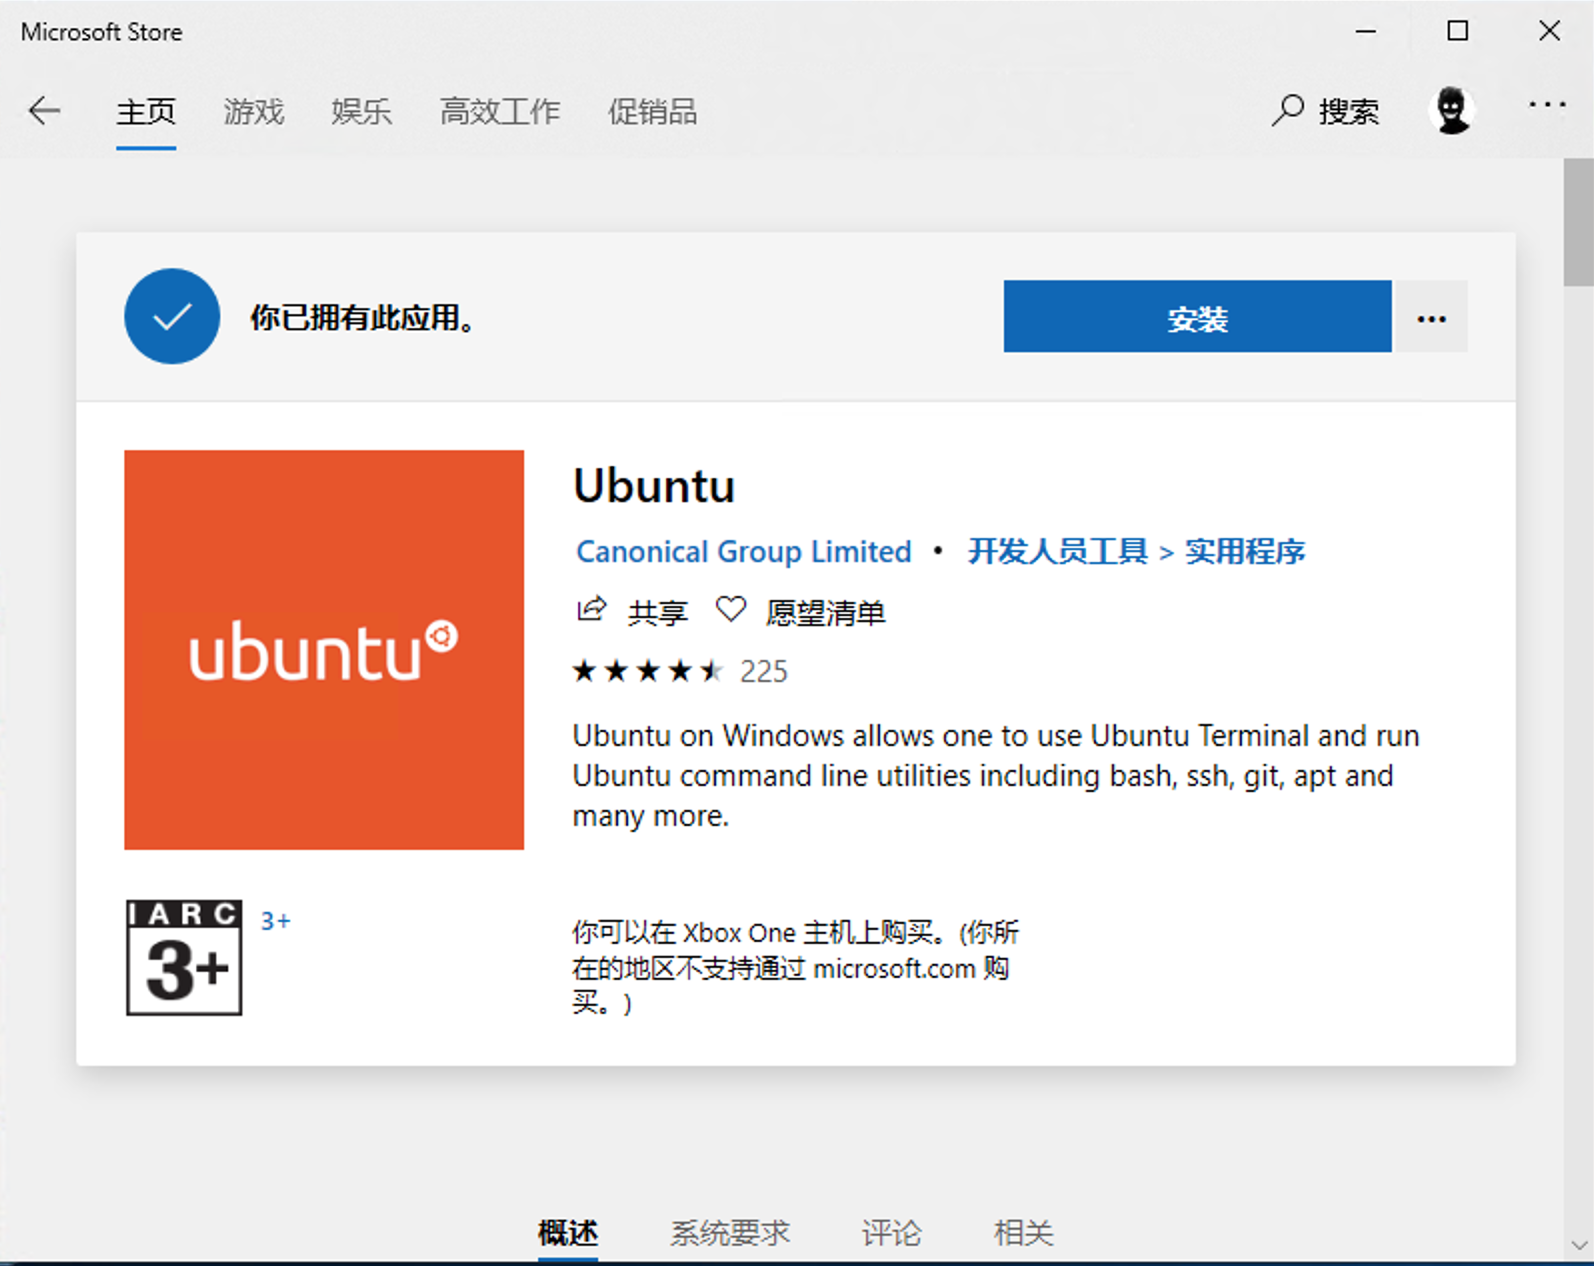 Microsoft Store
主页 游戏 娱乐 高效工作 促销品 搜索
你已拥有此应用。
安装
ubuntu
Ubuntu
Canonical Group Limited • 开发人员工具 > 实用程序
共享 愿望清单
225
Ubuntu on Windows allows one to use Ubuntu Terminal and run
Ubuntu command line utilities including bash, ssh, git, apt and
many more.
IARC
3+
3+
你可以在 Xbox One 主机上购买。(你所
在的地区不支持通过 microsoft.com 购
买。)
概述 系统要求 评论 相关